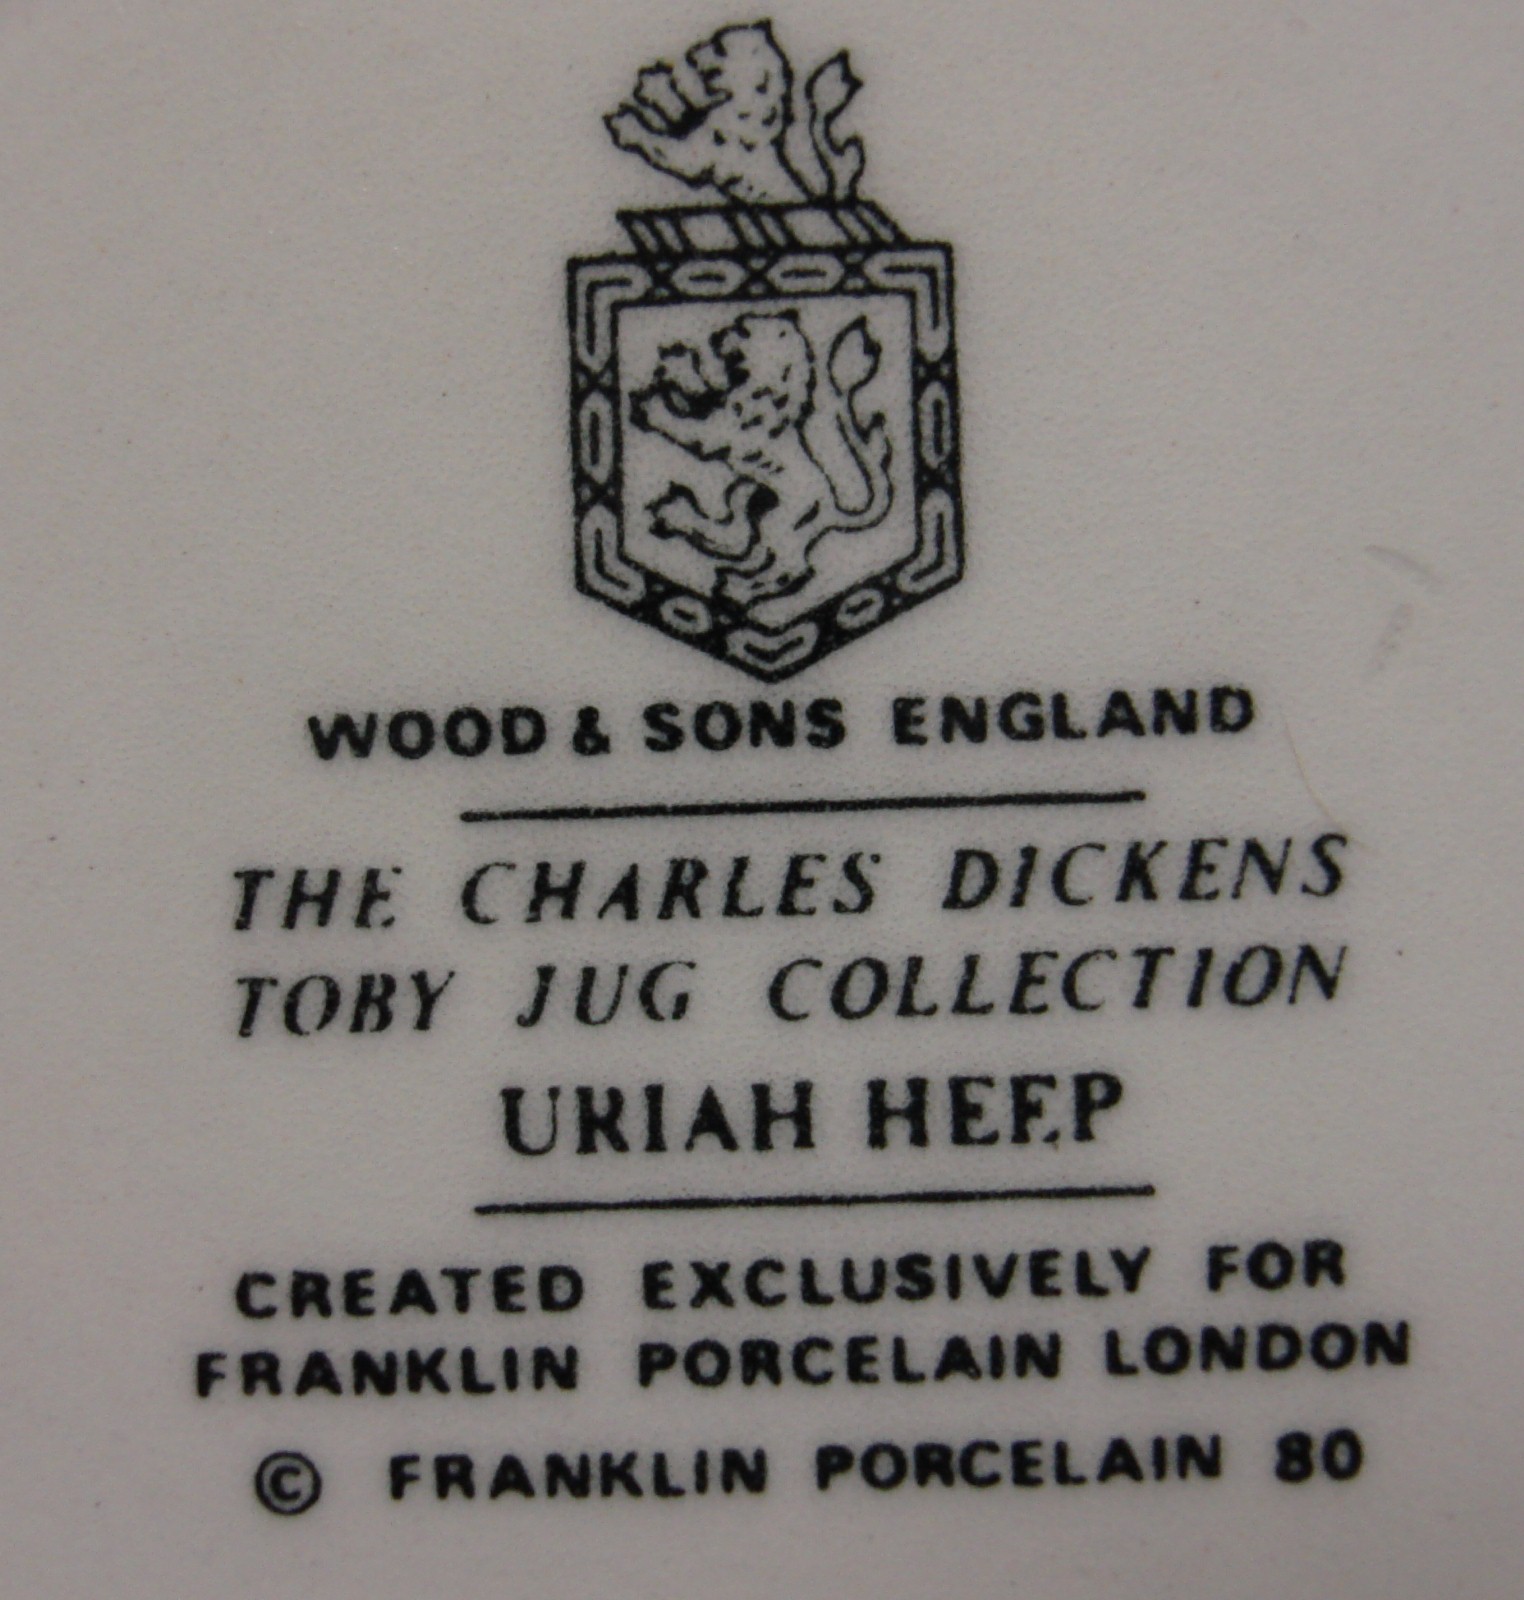 WOOD & SONS ENGLAND
THE CHARLES DICKENS
TOBY JUG COLLECTION
URIAH HEEP
CREATED EXCLUSIVELY FOR
FRANKLIN PORCELAIN LONDON
© FRANKLIN PORCELAIN 80